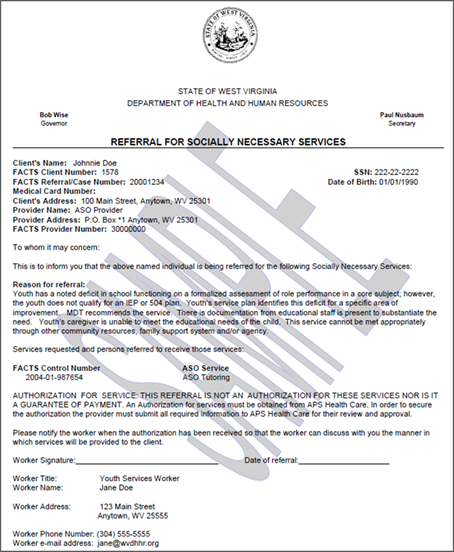 STATE OF WEST VIRGINIA
DEPARTMENT OF HEALTH AND HUMAN RESOURCES
Bob Wise Paul Nusbaum
Governor Secretary
REFERRAL FOR SOCIALLY NECESSARY SERVICES
Client's Name: Johnnie Doe
FACTS Client Number: 1578 SSN: 222-22-2222
FACTS Referral/Case Number: 20001234 Date of Birth: 01/01/1990
Medical Card Number:
Client's Address: 100 Main Street, Anytown, WV 25301
Provider Name: ASO Provider
Provider Address: P.O. Box *1 Anytown, WV 25301
FACTS Provider Number: 30000000
To whom it may concern:
This is to inform you that the above named individual is being referred for the following Socially Necessary Services:
Reason for referral:
Youth has a noted deficit in school functioning on a formalized assessment of role performance in a core subject; however,
the youth does not qualify for an IEP or 504 plan. Youth's service plan identifies this deficit for a specific area of
improvement. MDT recommends the service. There is documentation from educational staff is present to substantiate the
need. Youth's caregiver is unable to meet the educational needs of the child. This service cannot be met appropriately
through other community resources, family support system and/or agency.
Services requested and persons referred to receive those services:
FACTS Control Number ASO Service
2004-01-987654 ASO Tutoring
AUTHORIZATION FOR SERVICE: THIS REFERRAL IS NOT AN AUTHORIZATION FOR THESE SERVICES NOR IS IT
A GUARANTEE OF PAYMENT. An Authorization for services must be obtained from APS Health Care. In order to secure
the authorization the provider must submit all required information to APS Health Care for their review and approval.
Please notify the worker when the authorization has been received so that the worker can discuss with you the manner in
which services will be provided to the client.
Worker Signature: Date of referral:
Worker Title: Youth Services Worker
Worker Name: Jane Doe
Worker Address: 123 Main Street
Anytown, WV 25555
Worker Phone Number: (304) 555-5555
Worker e-mail address: jane@wvdhhr.org
SAMPLE